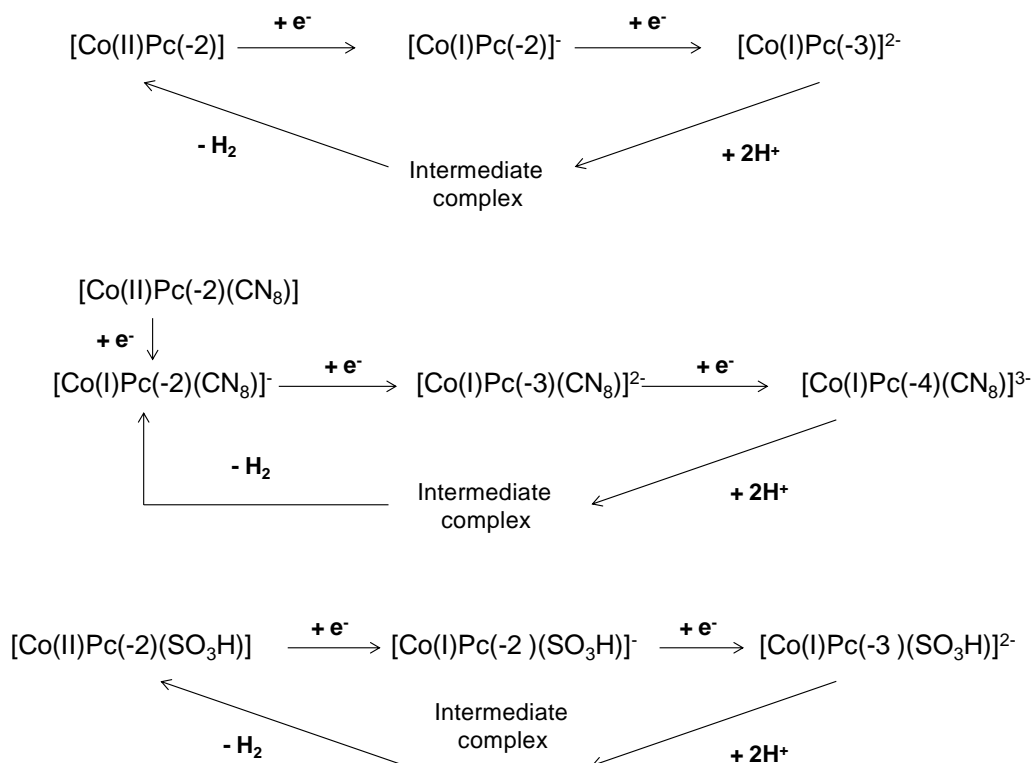 + e⁻ + e⁻
[Co(II)Pc(-2)] [Co(I)Pc(-2)]⁻ [Co(I)Pc(-3)]²⁻
- H₂ + 2H⁺
Intermediate
complex
[Co(II)Pc(-2)(CN₈)]
+ e⁻ + e⁻ + e⁻
[Co(I)Pc(-2)(CN₈)]⁻ [Co(I)Pc(-3)(CN₈)]²⁻ [Co(I)Pc(-4)(CN₈)]³⁻
- H₂ + 2H⁺
Intermediate
complex
+ e⁻ + e⁻
[Co(II)Pc(-2)(SO₃H)] [Co(I)Pc(-2 )(SO₃H)]⁻ [Co(I)Pc(-3 )(SO₃H)]²⁻
Intermediate
complex
- H₂ + 2H⁺